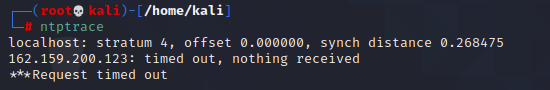 ┌──(root💀kali)-[/home/kali]
└─# ntptrace
localhost: stratum 4, offset 0.000000, synch distance 0.268475
162.159.200.123: timed out, nothing received
***Request timed out